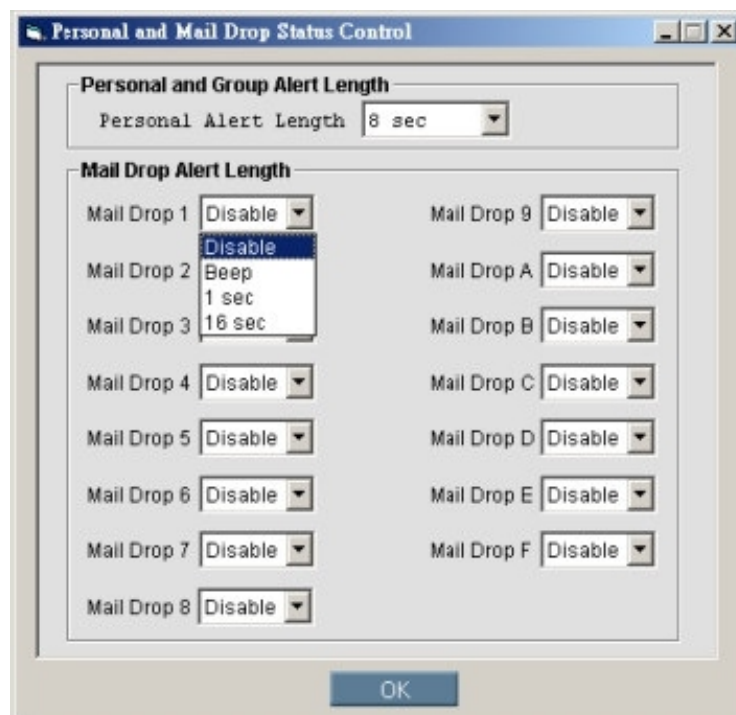 Personal and Mail Drop Status Control
Personal and Group Alert Length
Personal Alert Length 8 sec
Mail Drop Alert Length
Mail Drop 1 Disable
Disable
Beep
1 sec
16 sec
Mail Drop 2
Mail Drop 3
Mail Drop 4 Disable
Mail Drop 5 Disable
Mail Drop 6 Disable
Mail Drop 7 Disable
Mail Drop 8 Disable
Mail Drop 9 Disable
Mail Drop A Disable
Mail Drop B Disable
Mail Drop C Disable
Mail Drop D Disable
Mail Drop E Disable
Mail Drop F Disable
OK